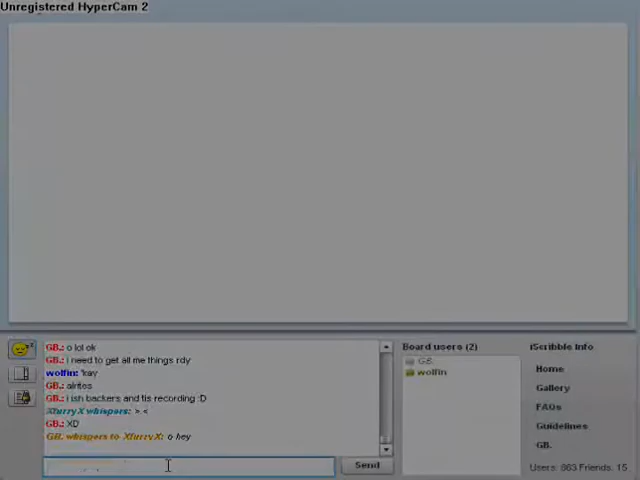 Unregistered HyperCam 2
GB.: o lol ok
i need to get all me things rdy
wolfin: 'kay
GB.: alrites
GB.: i ish backers and tis recording :D
XfurryX whispers: >.<
GB.: XD
GB. whispers to XfurryX: o hey
Send
Board users (2)
GB.
wolfin
iScribble Info
Home
Gallery
FAQs
Guidelines
GB.
Users: 863 Friends. 15